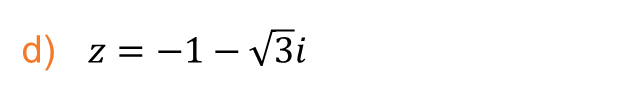 d) z = −1 − √3i